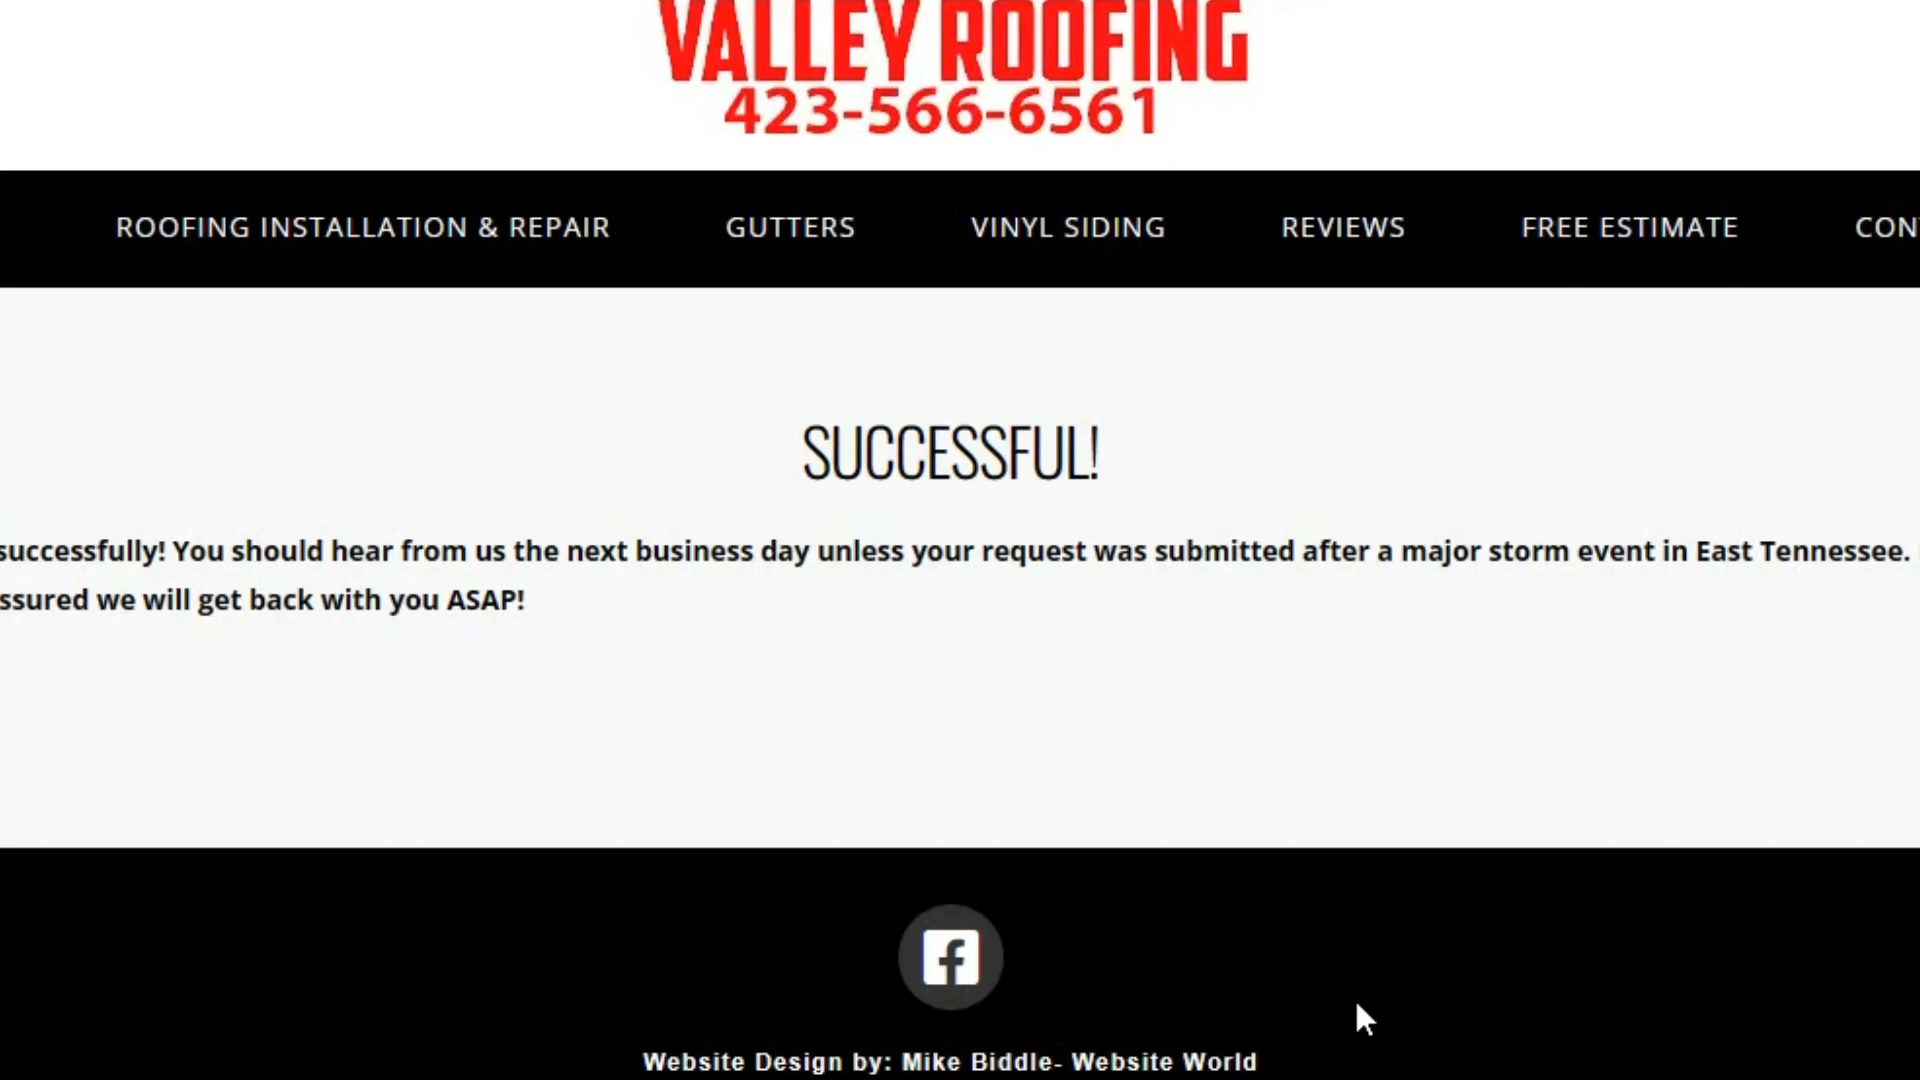 VALLEY ROOFING
423-566-6561
ROOFING INSTALLATION & REPAIR GUTTERS VINYL SIDING REVIEWS FREE ESTIMATE CON
SUCCESSFUL!
successfully! You should hear from us the next business day unless your request was submitted after a major storm event in East Tennessee.
ssured we will get back with you ASAP!
Website Design by: Mike Biddle- Website World